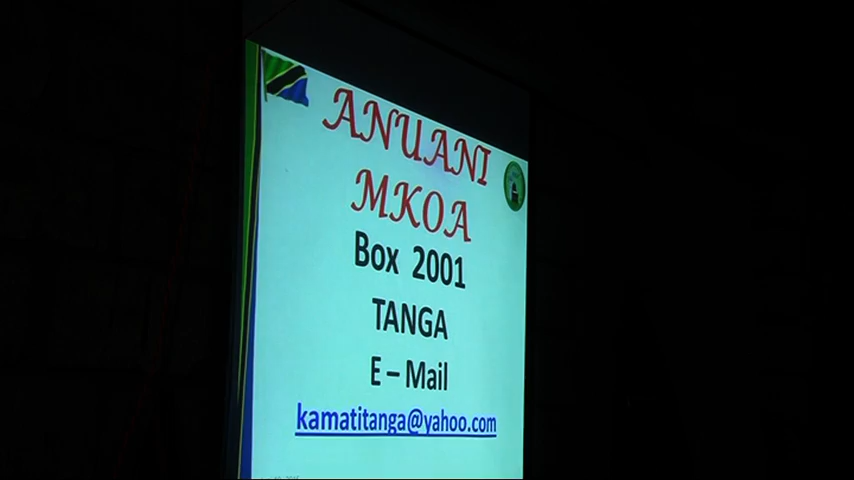 ANUANI
MKOA
Box 2001
TANGA
E – Mail
kamatitanga@yahoo.com